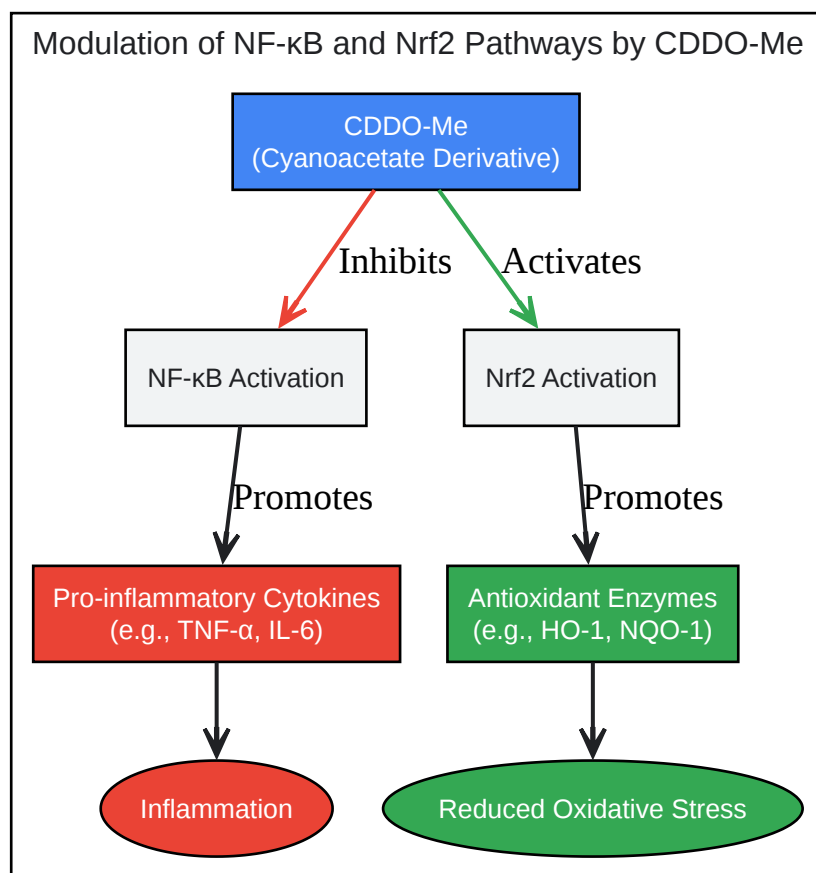 Modulation of NF-κB and Nrf2 Pathways by CDDO-Me
CDDO-Me
(Cyanoacetate Derivative)
Inhibits
Activates
NF-κB Activation
Nrf2 Activation
Promotes
Promotes
Pro-inflammatory Cytokines
(e.g., TNF-α, IL-6)
Antioxidant Enzymes
(e.g., HO-1, NQO-1)
Inflammation
Reduced Oxidative Stress